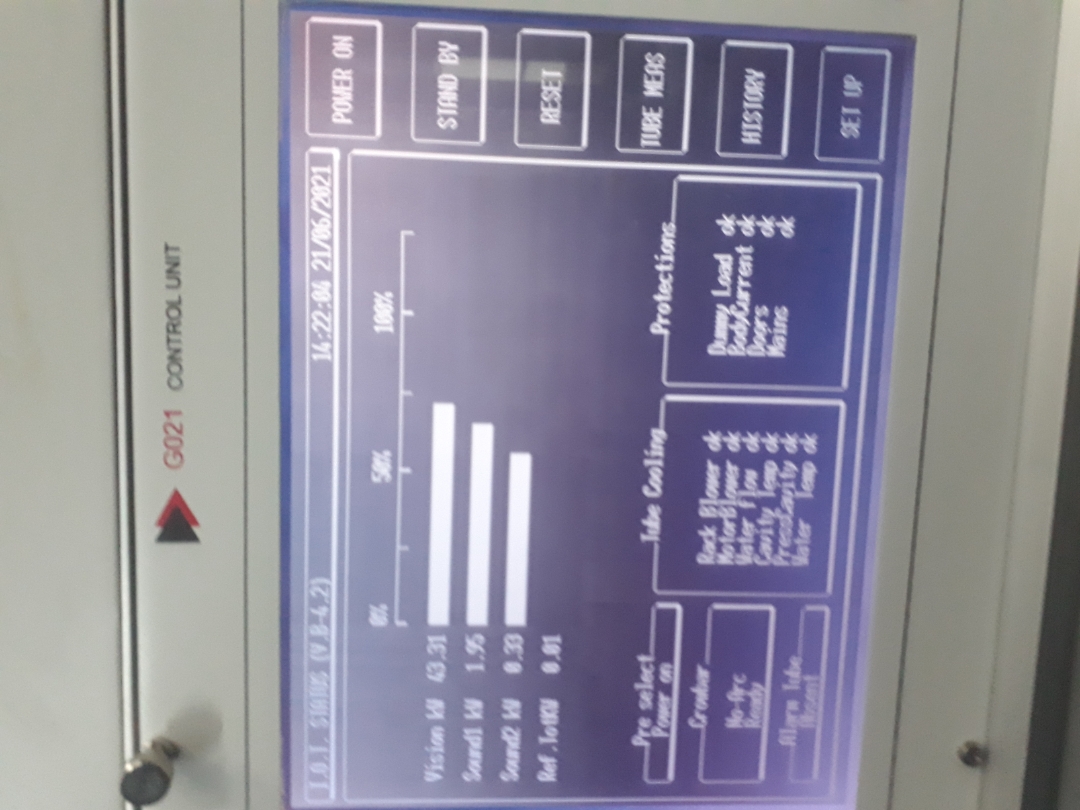 G021 CONTROL UNIT
I.O.T. STATUS (V.B-4.2) 14:22:04 21/06/2021
POWER ON
0% 50% 100%
Vision kW 43.31
STAND BY
Sound1 kW 1.95
Sound2 kW 0.33
Ref.TotKW 0.01
RESET
Pre select
Power on
Crowbar
No-Arc
Ready
Alarm Tube
Absent
Tube Cooling
Rack Blower ok
MotorBlower ok
Water Flow ok
Cavity Temp ok
PressCavity ok
Water Temp ok
Protections
Dummy Load ok
BodyCurrent ok
Doors ok
Mains ok
TUBE MEAS
HISTORY
SET UP